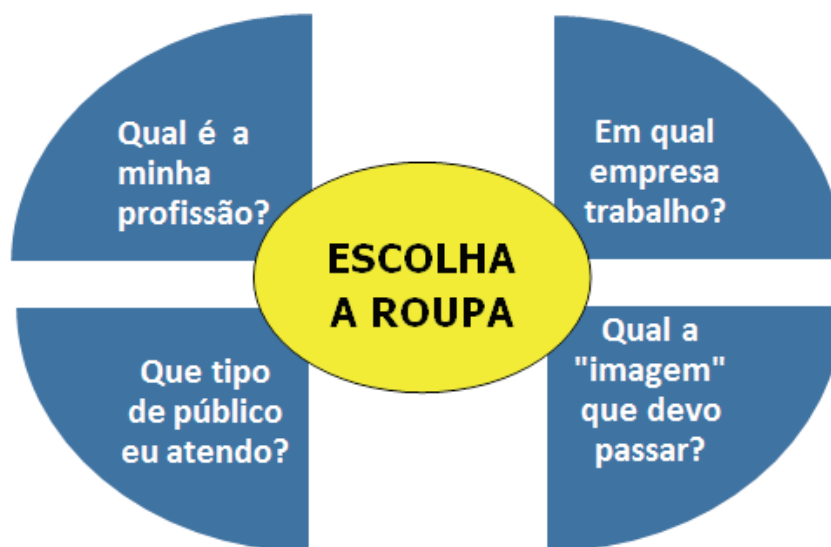 Qual é a
minha
profissão?
Em qual
empresa
trabalho?
ESCOLHA
A ROUPA
Que tipo
de público
eu atendo?
Qual a
"imagem"
que devo
passar?